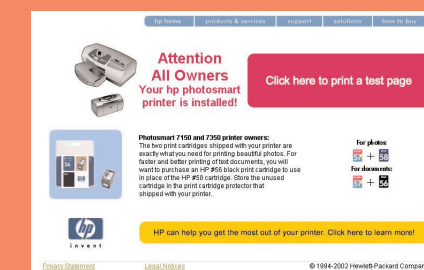 hp home products & services support solutions how to buy
Attention
All Owners
Your hp photosmart
printer is installed!
Click here to print a test page
Photosmart 7150 and 7350 printer owners:
The two print cartridges shipped with your printer are
exactly what you need for printing beautiful photos. For
faster and better printing of text documents, you will
want to purchase an HP #56 black print cartridge to use
in place of the HP #58 cartridge. Store the unused
cartridge in the print cartridge protector that
shipped with your printer.
For photos:
57 + 58
For documents:
57 + 56
56
hp
invent
HP can help you get the most out of your printer. Click here to learn more!
Privacy Statement Legal Notices © 1994-2002 Hewlett-Packard Compan